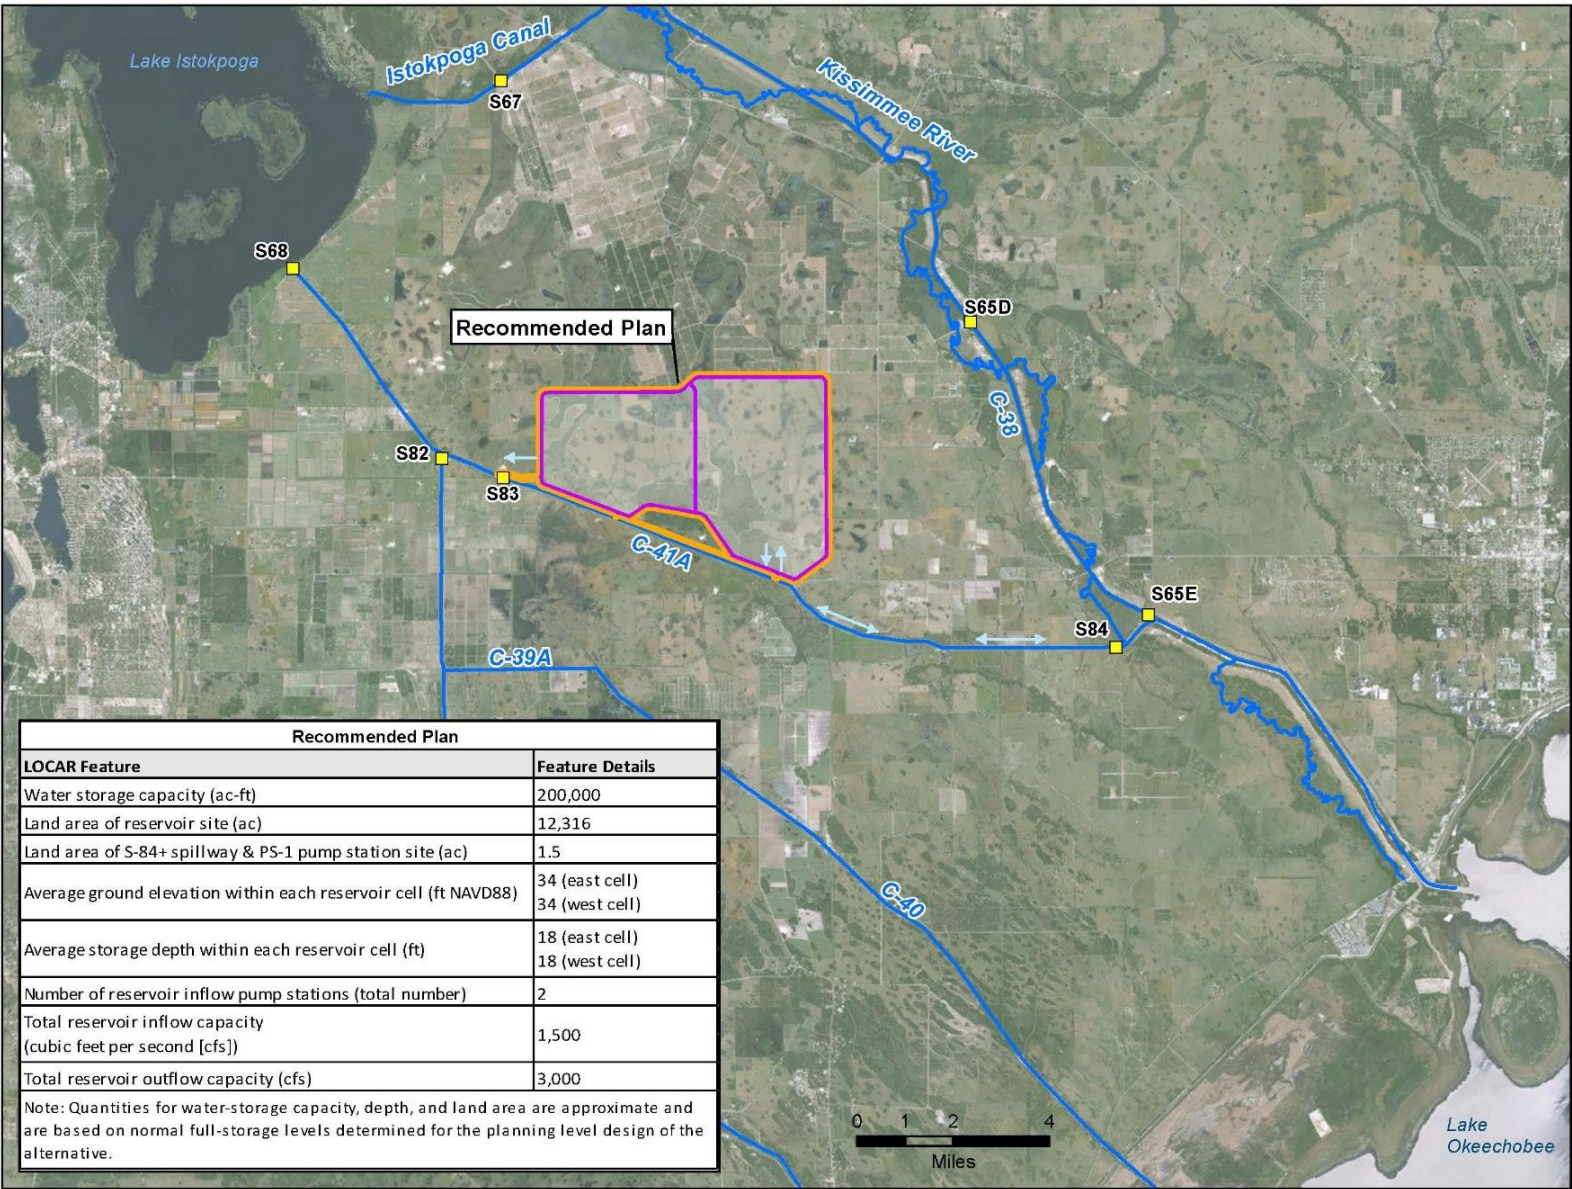 Lake Istokpoga
Istokpoga Canal
S67
Kissimmee River
S68
S65D
Recommended Plan
C-38
S82
S83
C-41A
S65E
S84
C-39A
Recommended Plan
LOCAR Feature Feature Details
Water storage capacity (ac-ft) 200,000
Land area of reservoir site (ac) 12,316
Land area of S-84+ spillway & PS-1 pump station site (ac) 1.5
Average ground elevation within each reservoir cell (ft NAVD88) 34 (east cell)
34 (west cell)
Average storage depth within each reservoir cell (ft) 18 (east cell)
18 (west cell)
Number of reservoir inflow pump stations (total number) 2
Total reservoir inflow capacity
(cubic feet per second [cfs]) 1,500
Total reservoir outflow capacity (cfs) 3,000
Note: Quantities for water-storage capacity, depth, and land area are approximate and
are based on normal full-storage levels determined for the planning level design of the
alternative.
C-40
0 1 2 4
Miles
Lake
Okeechobee